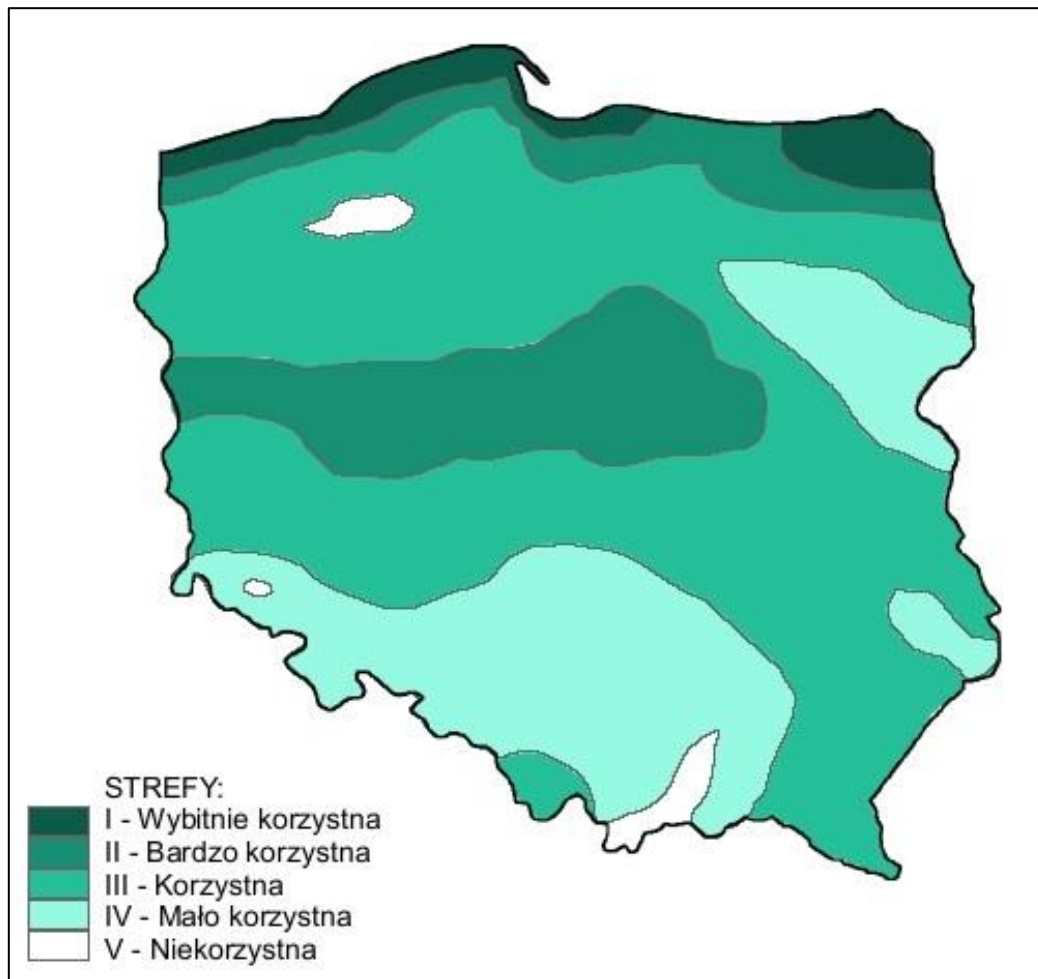 STREFY:
I - Wybitnie korzystna
II - Bardzo korzystna
III - Korzystna
IV - Mało korzystna
V - Niekorzystna